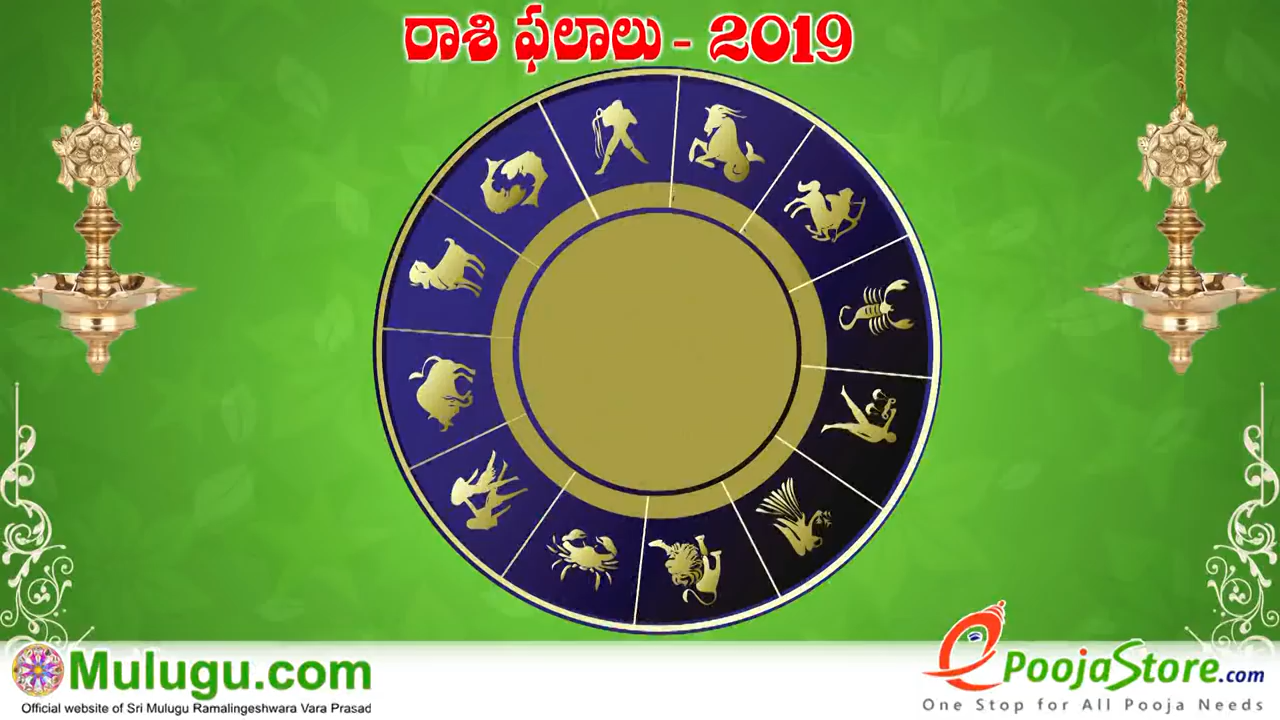 రాశి ఫలాలు - 2019
Mulugu.com
Official website of Sri Mulugu Ramalingeshwara Vara Prasad
ePoojaStore.com
One Stop for All Pooja Needs